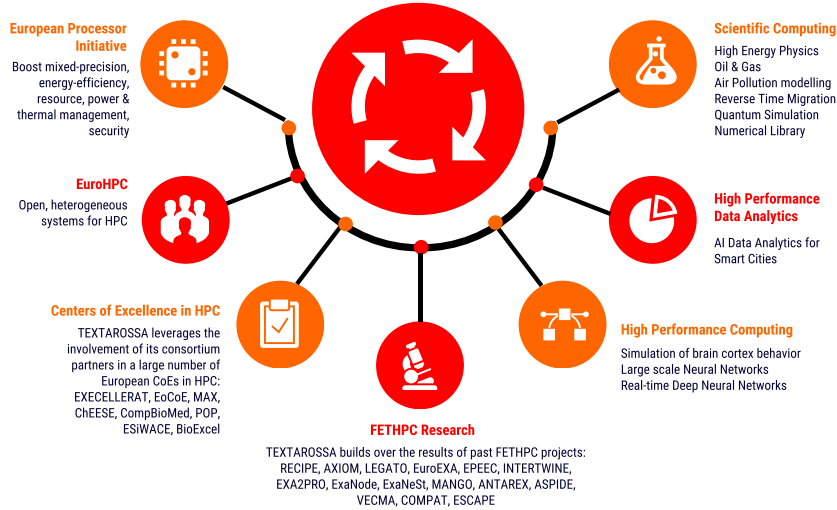 European Processor
Initiative
Boost mixed-precision,
energy-efficiency,
resource, power &
thermal management,
security
EuroHPC
Open, heterogeneous
systems for HPC
Centers of Excellence in HPC
TEXTAROSSA leverages the
involvement of its consortium
partners in a large number of
European CoEs in HPC:
EXECELLERAT, EoCoE, MAX,
ChEESE, CompBioMed, POP,
ESiWACE, BioExcel
FETHPC Research
TEXTAROSSA builds over the results of past FETHPC projects:
RECIPE, AXIOM, LEGATO, EuroEXA, EPEEC, INTERTWINE,
EXA2PRO, ExaNode, ExaNeSt, MANGO, ANTAREX, ASPIDE,
VECMA, COMPAT, ESCAPE
High Performance Computing
Simulation of brain cortex behavior
Large scale Neural Networks
Real-time Deep Neural Networks
High Performance
Data Analytics
AI Data Analytics for
Smart Cities
Scientific Computing
High Energy Physics
Oil & Gas
Air Pollution modelling
Reverse Time Migration
Quantum Simulation
Numerical Library